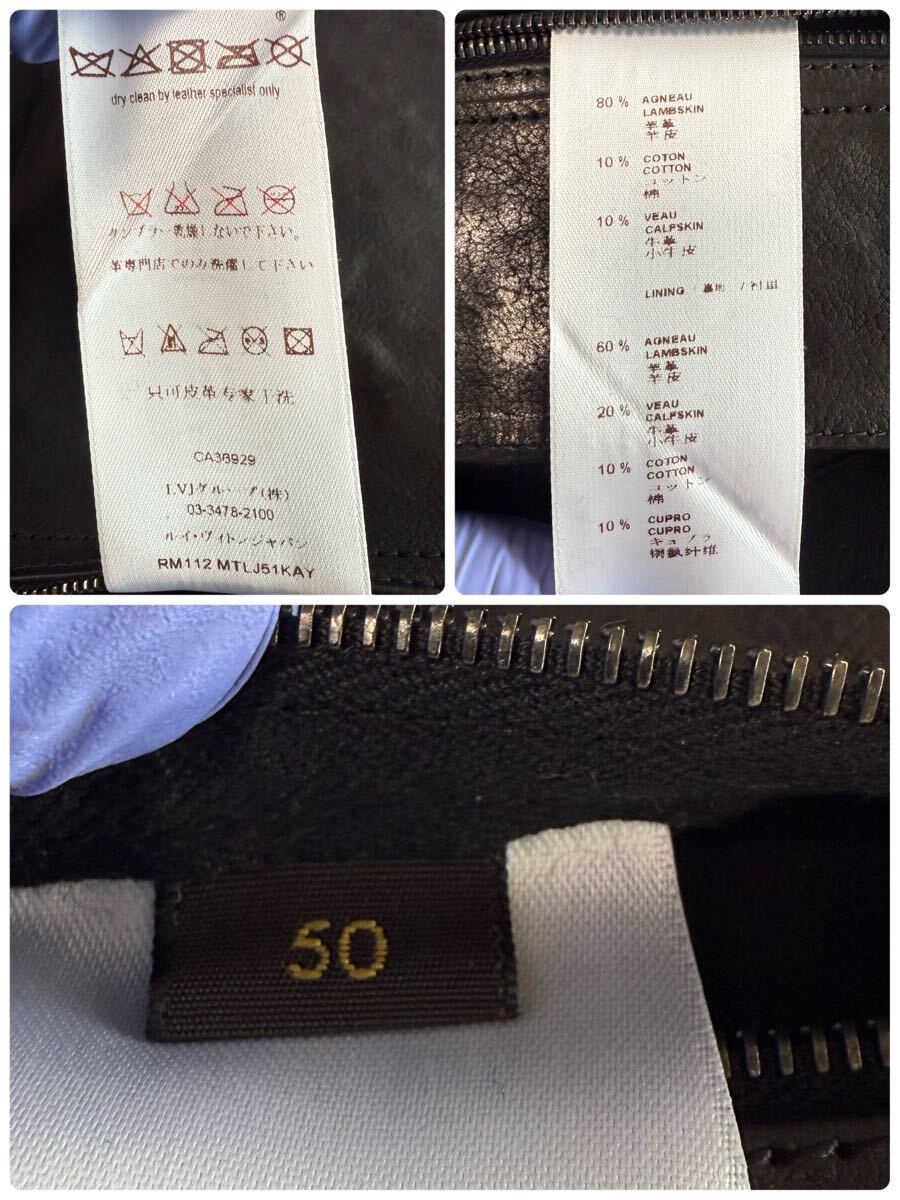 ®
dry clean by leather specialist only
タンブラー乾燥しないで下さい。
革専門店でのみ洗濯して下さい
只可皮革专家干洗
CA36929
LVJグループ(株)
03-3478-2100
ルイ・ヴィトンジャパン
RM112 MTLJ51KAY
80 % AGNEAU
LAMBSKIN
羊革
羊皮
10 % COTON
COTTON
コットン
棉
10 % VEAU
CALFSKIN
牛革
小牛皮
LINING / 裏地 / 衬里
60 % AGNEAU
LAMBSKIN
羊革
羊皮
20 % VEAU
CALFSKIN
牛革
小牛皮
10 % COTON
COTTON
コットン
棉
10 % CUPRO
CUPRO
キュプラ
铜氨纤维
50